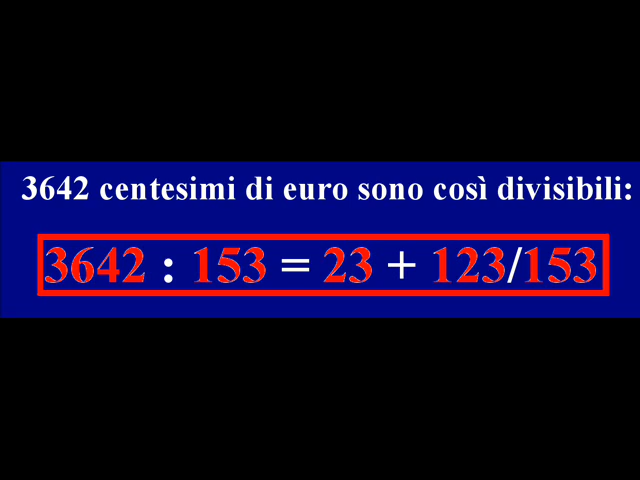 3642 centesimi di euro sono così divisibili:
3642 : 153 = 23 + 123/153